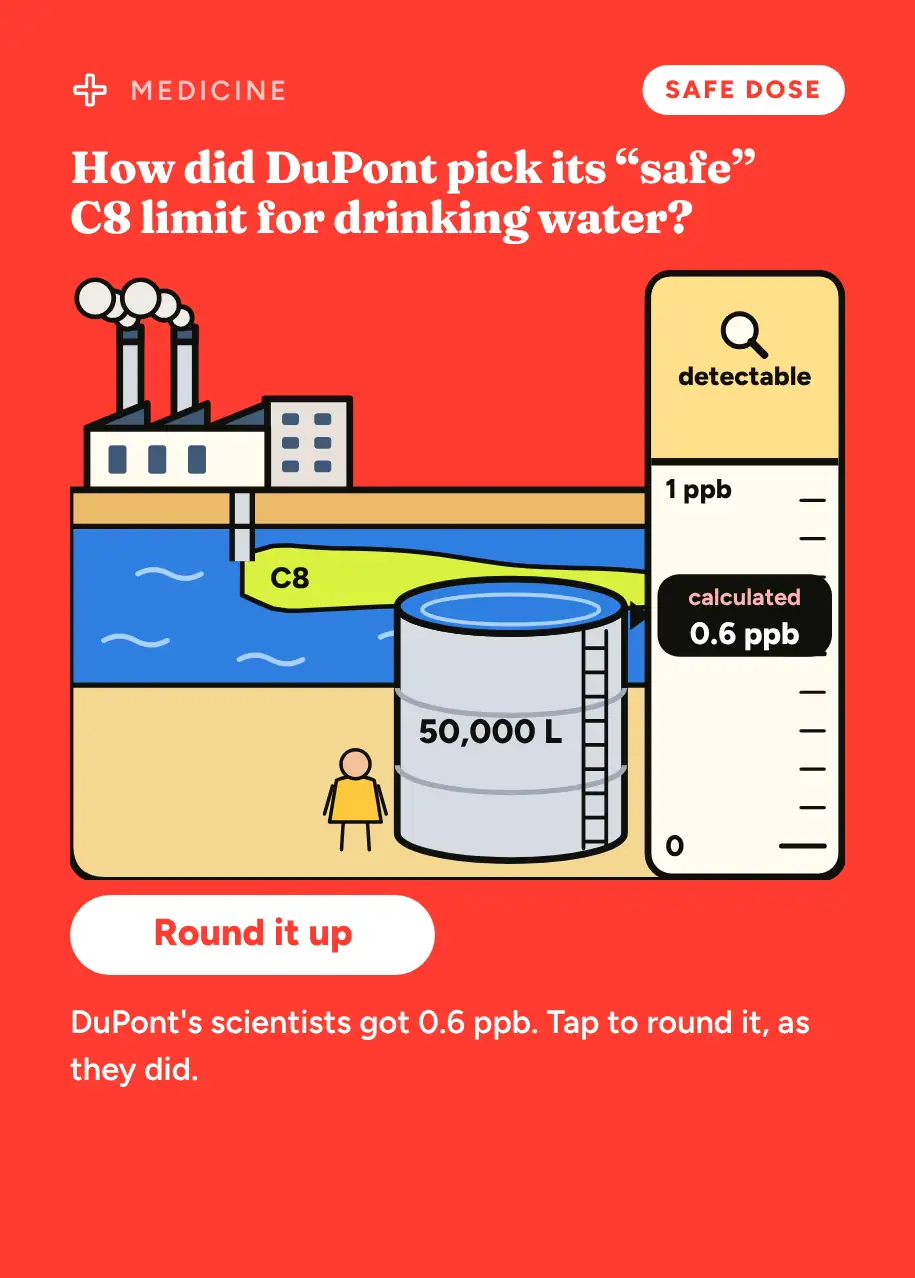 MEDICINE
SAFE DOSE
How did DuPont pick its “safe”
C8 limit for drinking water?
detectable
1 ppb
C8
calculated
0.6 ppb
50,000 L
0
Round it up
DuPont's scientists got 0.6 ppb. Tap to round it, as
they did.